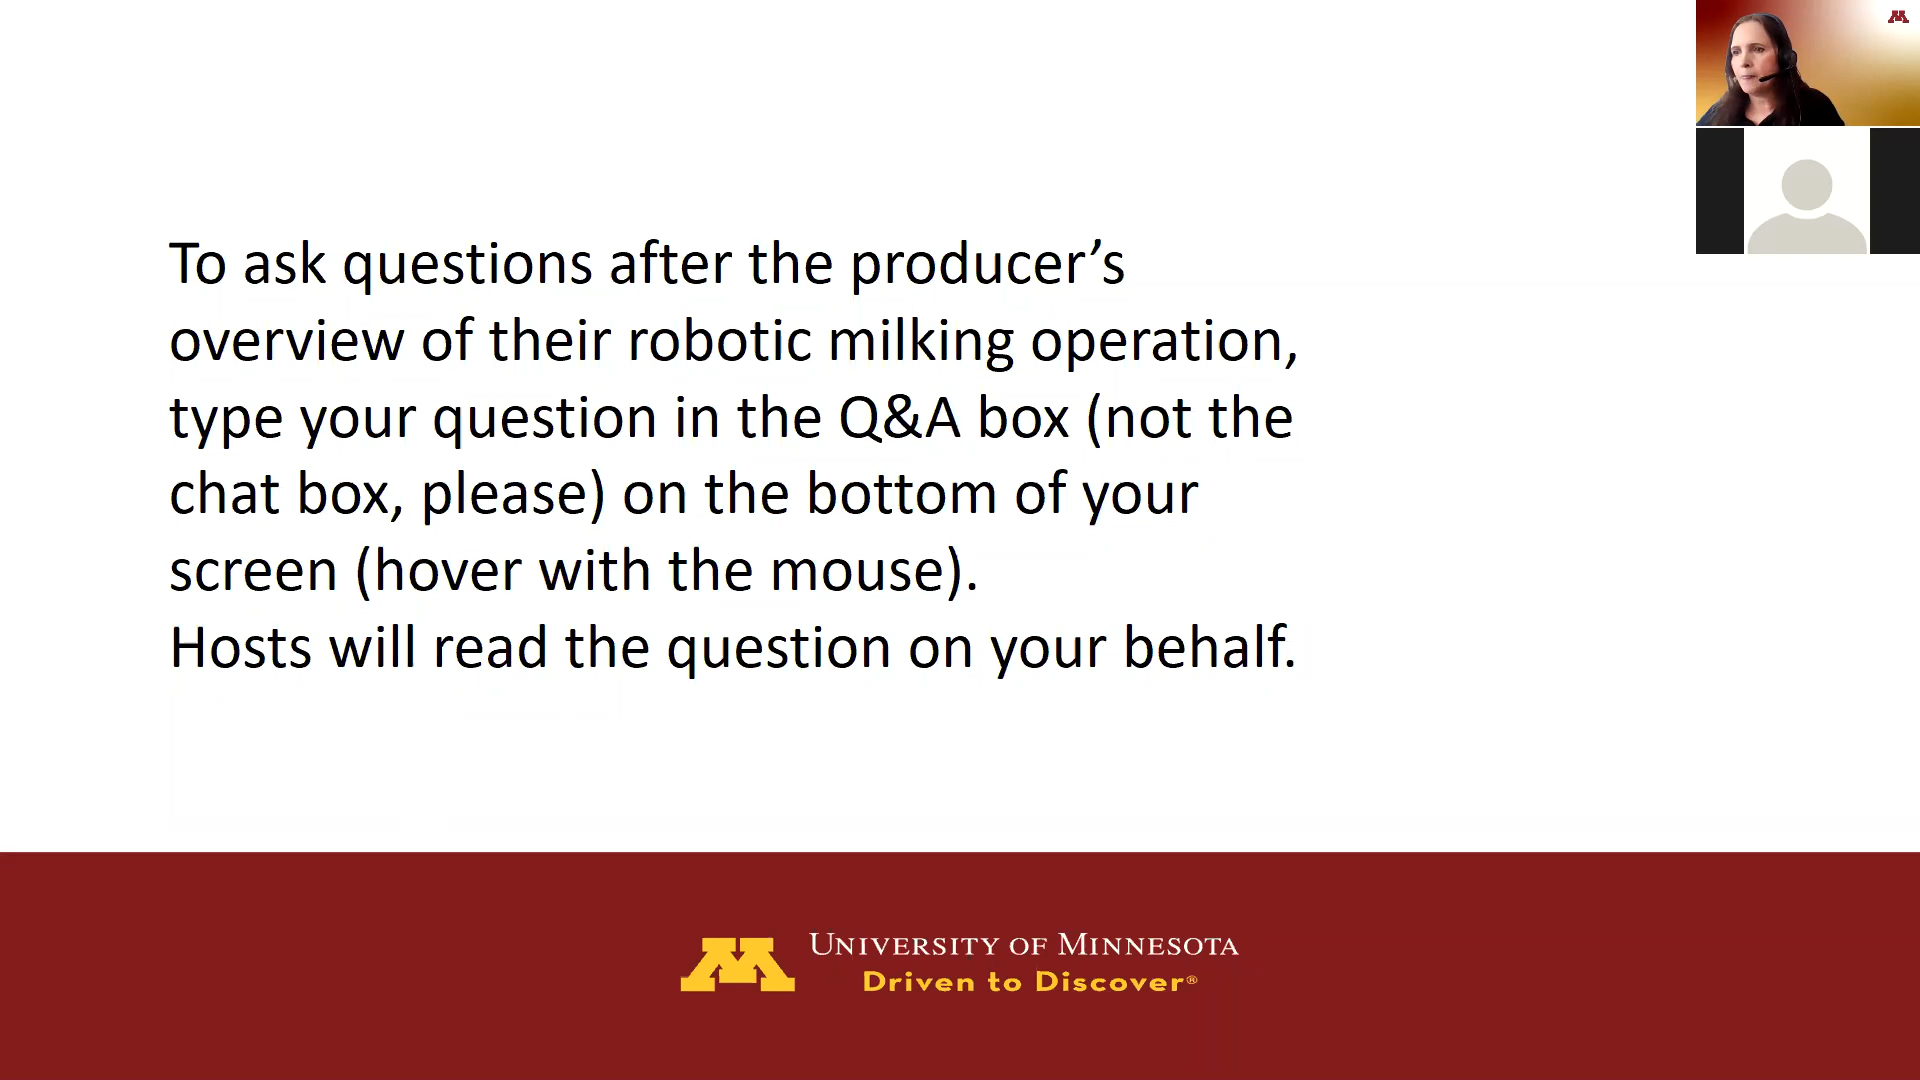 To ask questions after the producer’s
overview of their robotic milking operation,
type your question in the Q&A box (not the
chat box, please) on the bottom of your
screen (hover with the mouse).
Hosts will read the question on your behalf.
M
M
UNIVERSITY OF MINNESOTA
Driven to Discover®